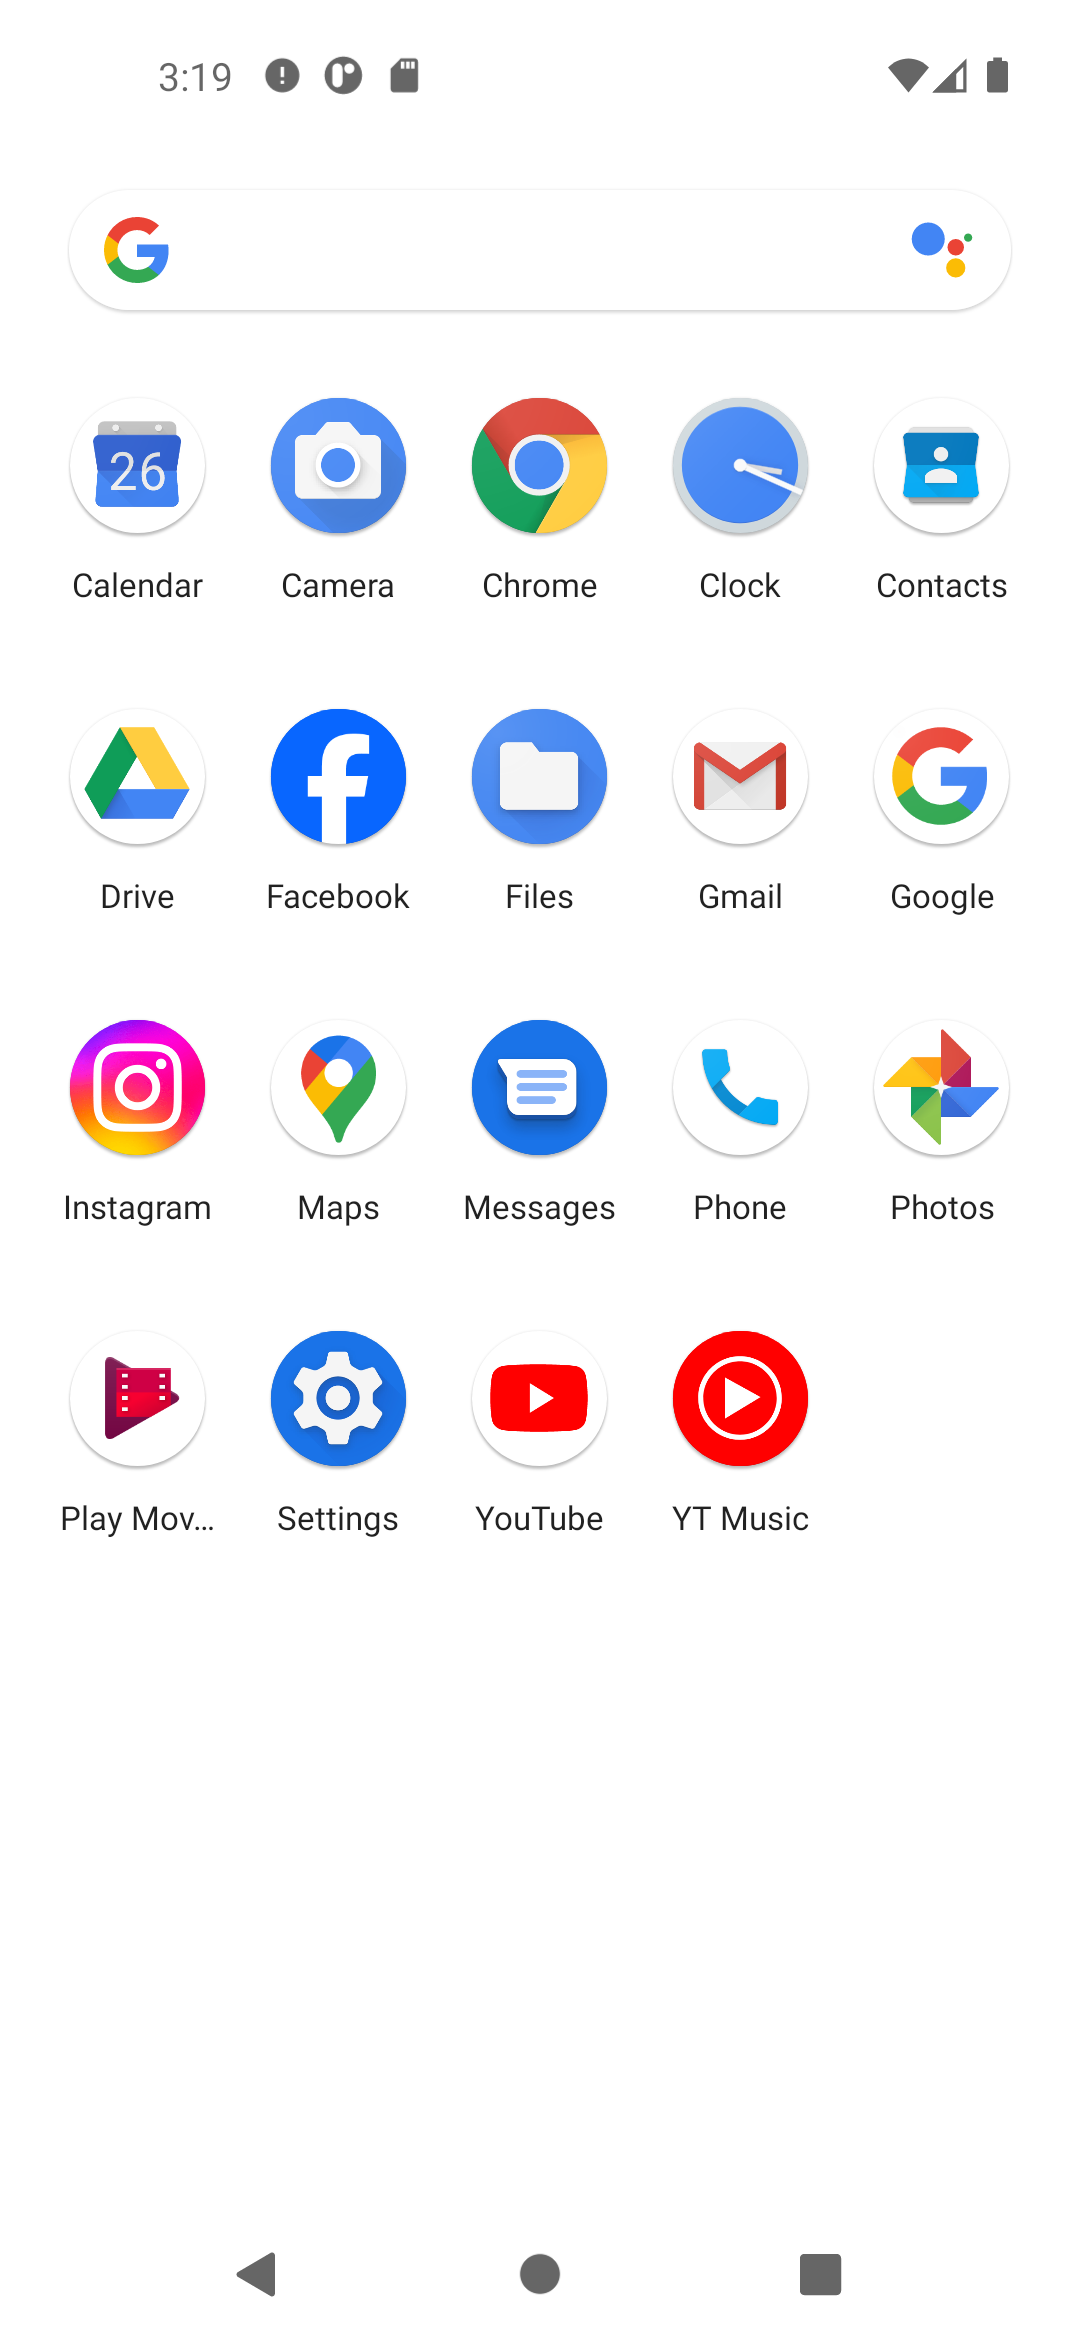 3:19
Calendar Camera Chrome Clock Contacts
Drive Facebook Files Gmail Google
Instagram Maps Messages Phone Photos
Play Mov... Settings YouTube YT Music
26